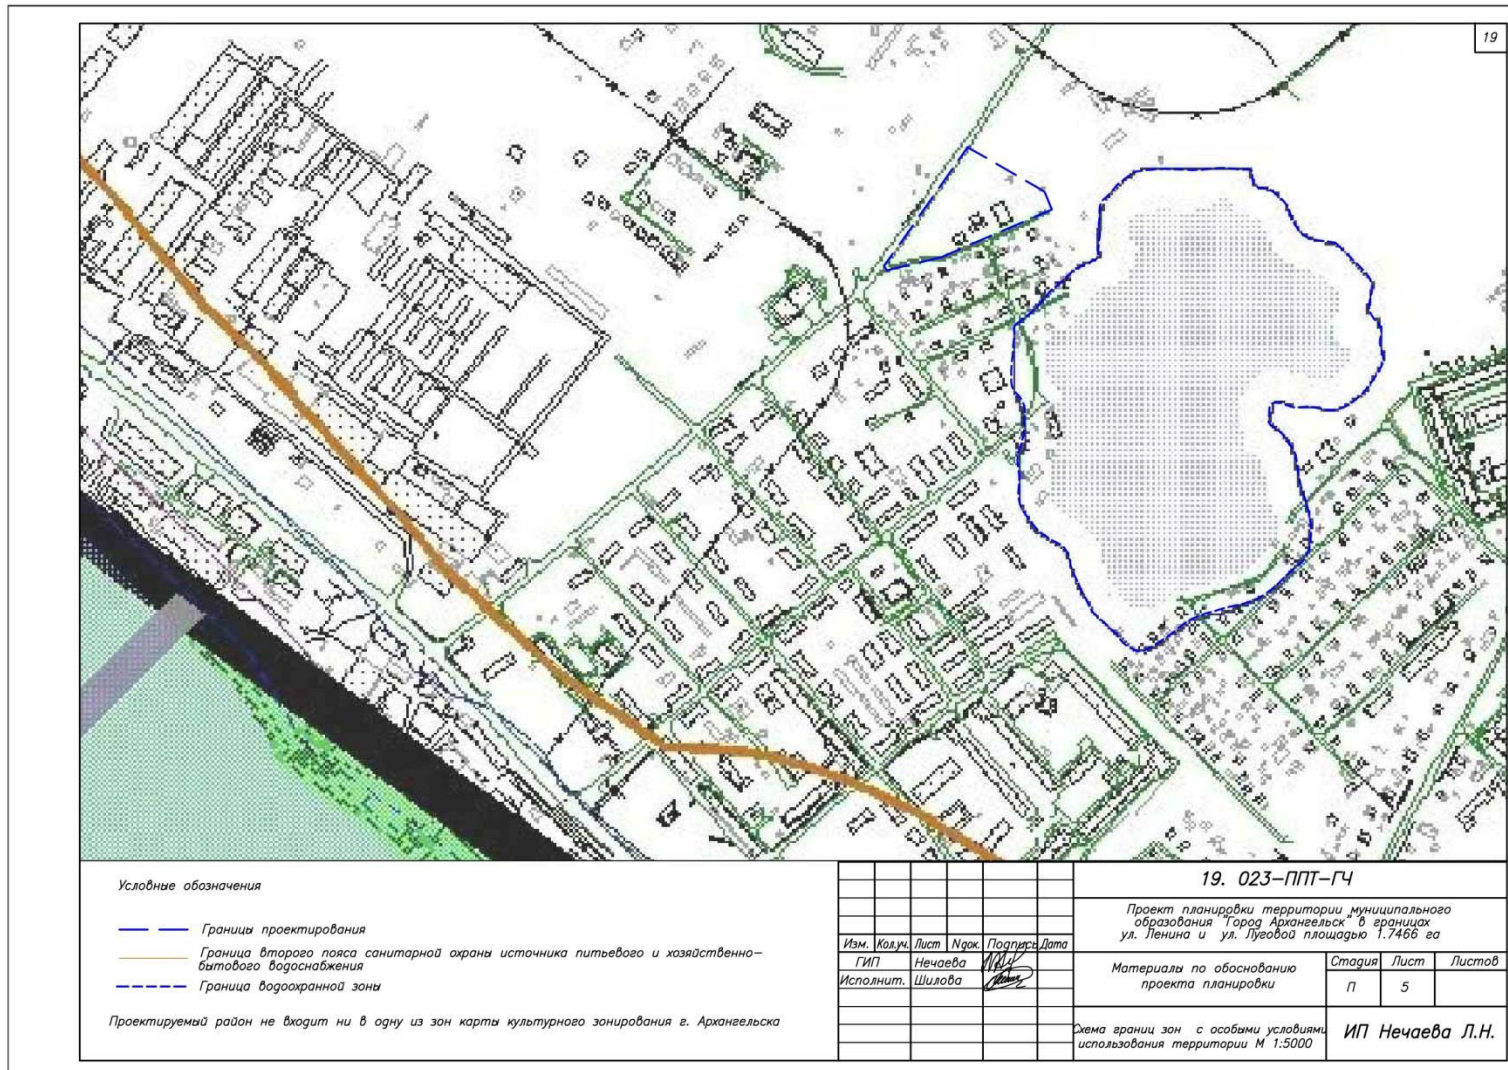 19
Условные обозначения
Границы проектирования
Граница второго пояса санитарной охраны источника питьевого и хозяйственно-
бытового водоснабжения
Граница водоохранной зоны
Проектируемый район не входит ни в одну из зон карты культурного зонирования г. Архангельска
19. 023-ППТ-ГЧ
Проект планировки территории муниципального
образования "Город Архангельск" в границах
ул. Ленина и ул. Луговой площадью 1.7466 га
Изм. Кол.уч. Лист Nдок. Подпись Дата
ГИП Нечаева
Исполнит. Шилова
Материалы по обоснованию
проекта планировки
Стадия Лист Листов
П 5
Схема границ зон с особыми условиями
использования территории М 1:5000
ИП Нечаева Л.Н.